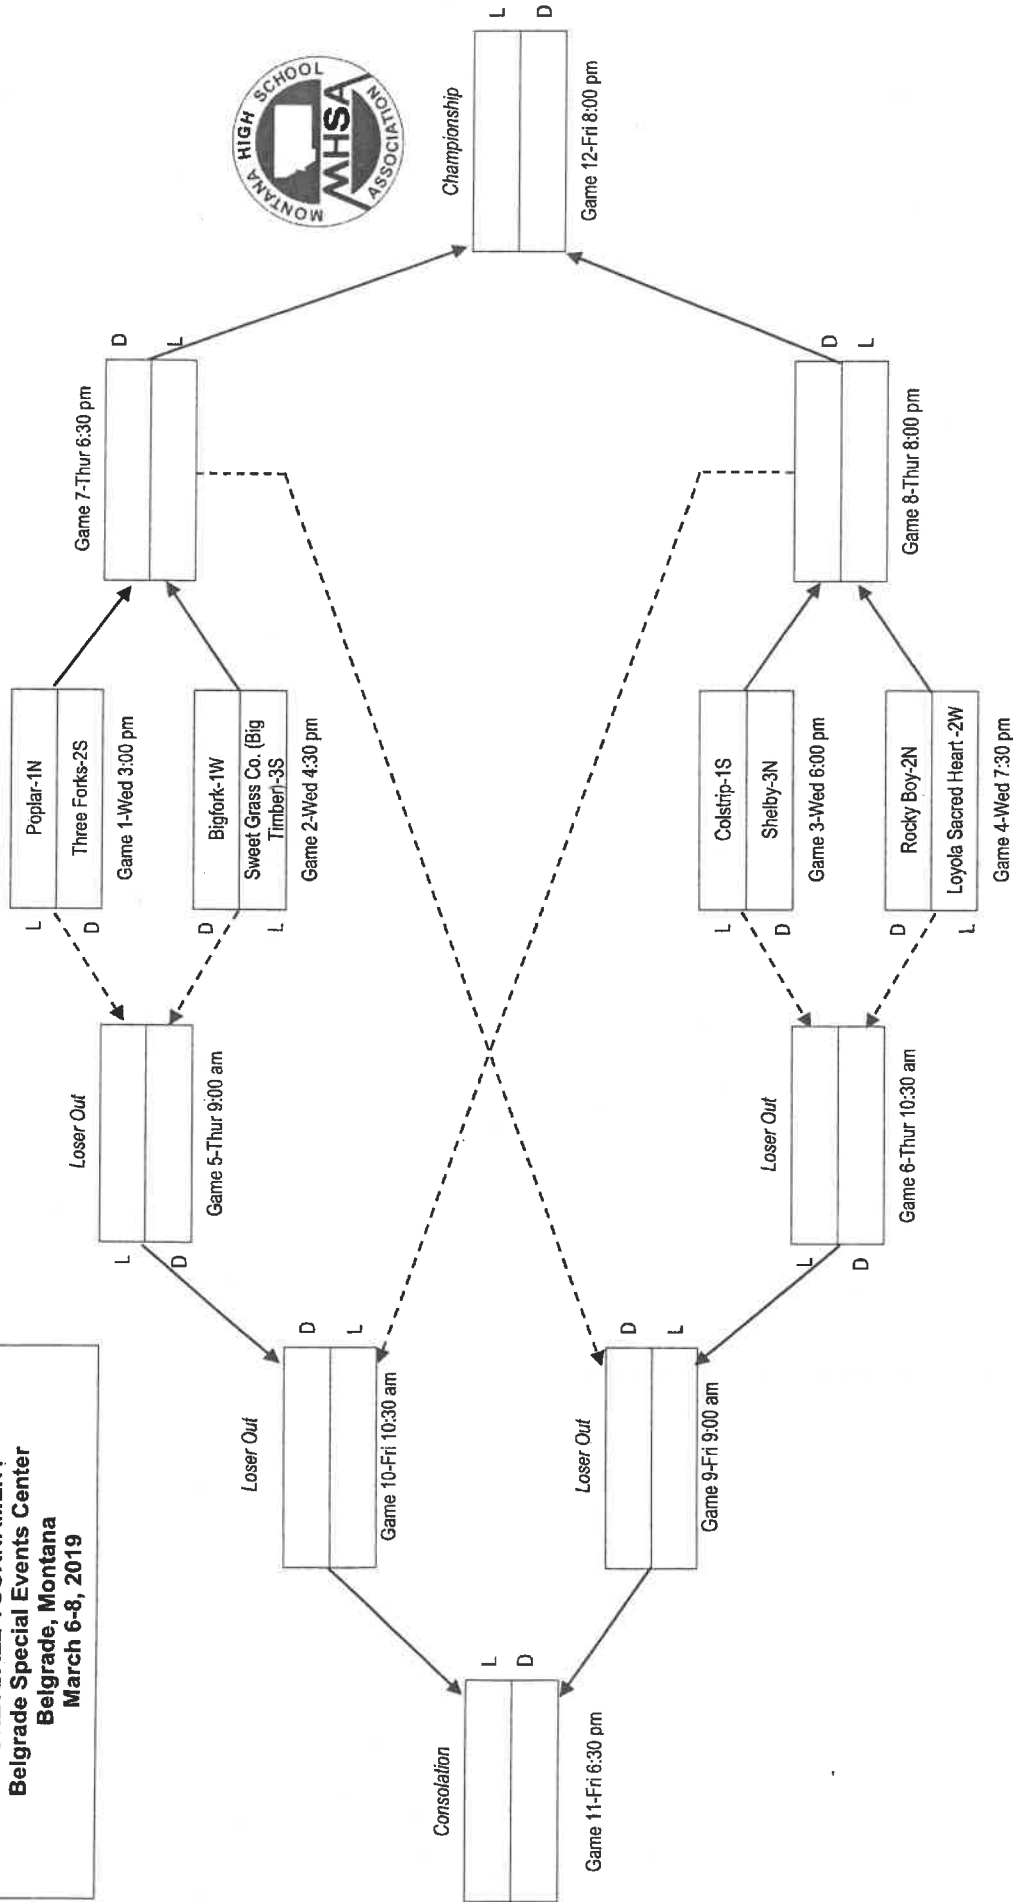 Belgrade Special Events Center
Belgrade, Montana
March 6-8, 2019
Loser Out
L
D
Game 5-Thur 9:00 am
L
Poplar-1N
D
Three Forks-2S
Game 1-Wed 3:00 pm
D
Bigfork-1W
L
Sweet Grass Co. (Big
Timber)-3S
Game 2-Wed 4:30 pm
Game 7-Thur 6:30 pm
D
L
Loser Out
D
L
Game 10-Fri 10:30 am
MONTANA HIGH SCHOOL
MHSA
ASSOCIATION
Consolation
L
D
Game 11-Fri 6:30 pm
Championship
L
D
Game 12-Fri 8:00 pm
Loser Out
D
L
Game 9-Fri 9:00 am
Loser Out
L
D
Game 6-Thur 10:30 am
L
Colstrip-1S
D
Shelby-3N
Game 3-Wed 6:00 pm
D
Rocky Boy-2N
L
Loyola Sacred Heart -2W
Game 4-Wed 7:30 pm
D
L
Game 8-Thur 8:00 pm